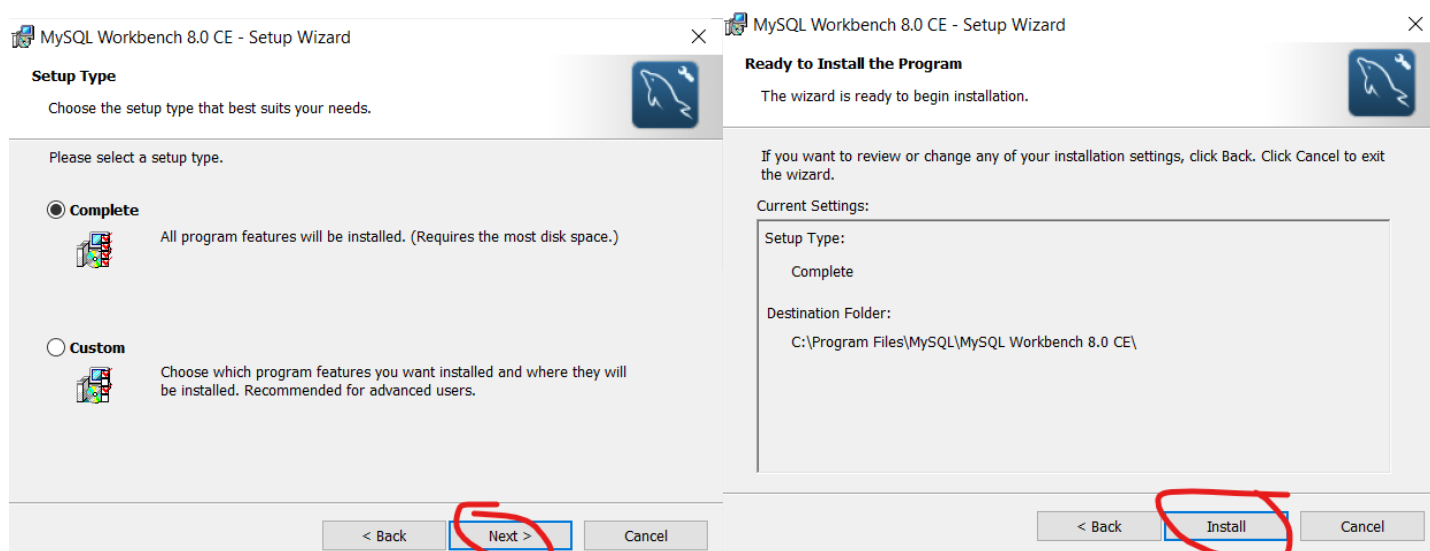 MySQL Workbench 8.0 CE - Setup Wizard
Setup Type
Choose the setup type that best suits your needs.
Please select a setup type.
Complete
All program features will be installed. (Requires the most disk space.)
Custom
Choose which program features you want installed and where they will
be installed. Recommended for advanced users.
< Back
Next >
Cancel
MySQL Workbench 8.0 CE - Setup Wizard
Ready to Install the Program
The wizard is ready to begin installation.
If you want to review or change any of your installation settings, click Back. Click Cancel to exit
the wizard.
Current Settings:
Setup Type:
Complete
Destination Folder:
C:\Program Files\MySQL\MySQL Workbench 8.0 CE\
< Back
Install
Cancel